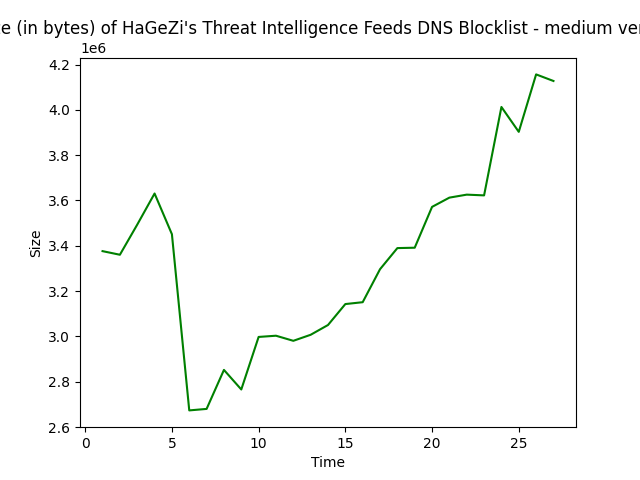 e (in bytes) of HaGeZi's Threat Intelligence Feeds DNS Blocklist - medium ver
1e6
4.2
4.0
3.8
3.6
3.4
3.2
3.0
2.8
2.6
Size
0 5 10 15 20 25
Time